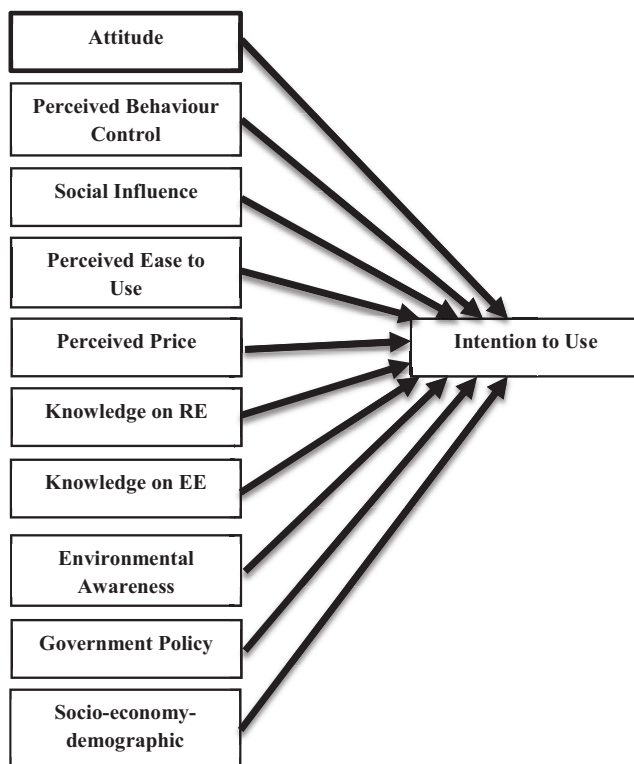 Attitude
Perceived Behaviour
Control
Social Influence
Perceived Ease to
Use
Perceived Price
Intention to Use
Knowledge on RE
Knowledge on EE
Environmental
Awareness
Government Policy
Socio-economy-
demographic